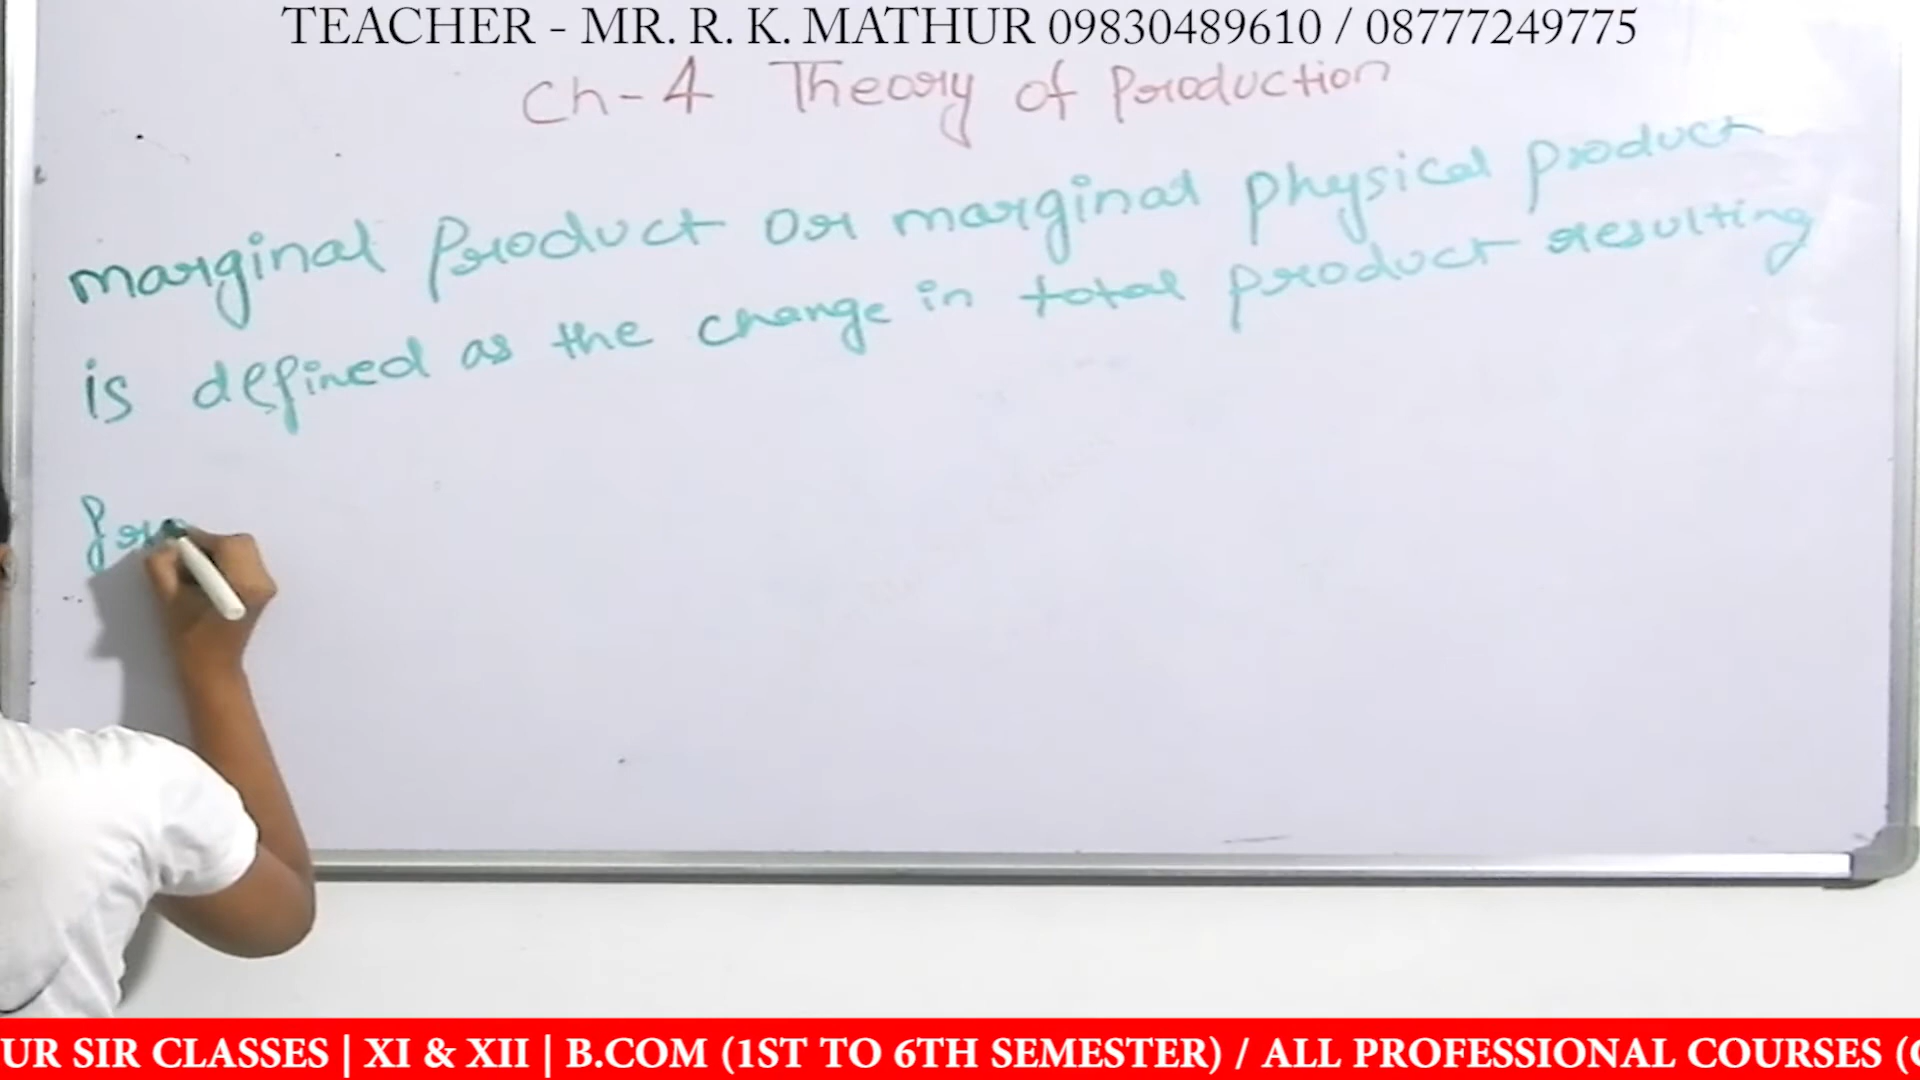 TEACHER - MR. R. K. MATHUR 09830489610 / 08777249775
Ch-4 Theory of Production
marginal Product or marginal physical product
is defined as the change in total product resulting
UR SIR CLASSES | XI & XII | B.COM (1ST TO 6TH SEMESTER) / ALL PROFESSIONAL COURSES (